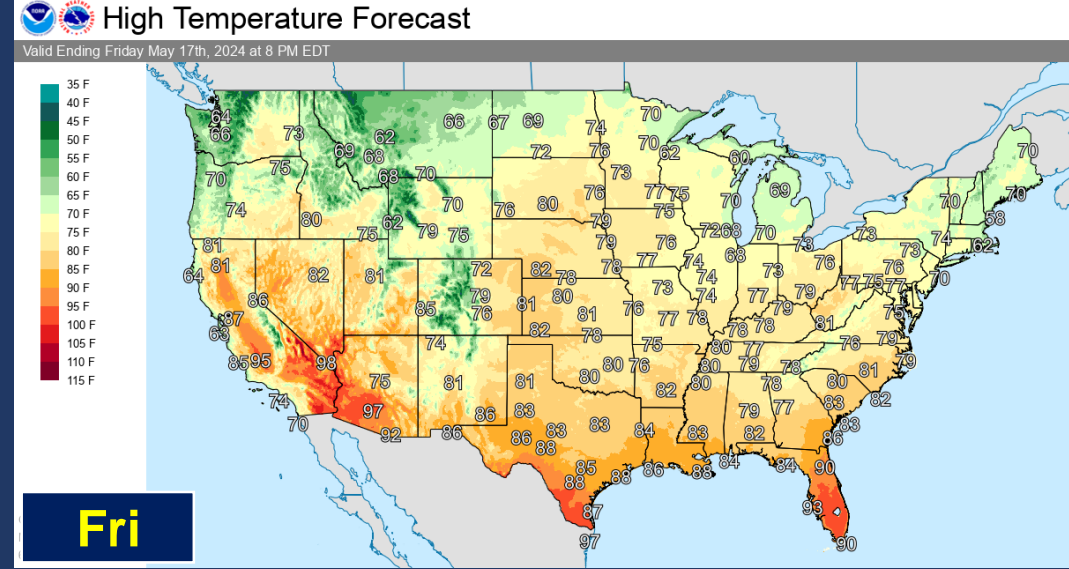 High Temperature Forecast
Valid Ending Friday May 17th, 2024 at 8 PM EDT
35 F
40 F
45 F
50 F
55 F
60 F
65 F
70 F
75 F
80 F
85 F
90 F
95 F
100 F
105 F
110 F
115 F
64
66 73 62 66 67 69 74 70
69 68 72 76 70 62 60 70
70 75 68 70 73 69
74 80 62 70 76 80 76 77 75 70 70 70
75 79 75 79 75 72 68 70 73 73 74 58
81 79 76 73 62
64 81 86 82 81 72 82 78 78 77 74 68 73 76 76 70
63 87 85 79 76 81 80 81 76 73 74 77 79 77 75 77
85 95 98 74 82 78 75 77 78 78 78 79 81 75
74 75 81 81 80 80 76 80 77 79 76 79 79
70 97 86 83 82 80 80 78 78 81 80 82
92 86 86 83 83 84 83 79 77 83 83
88 82 86
85 88 88 86 88 84 84 90
87 93
97 90
Fri